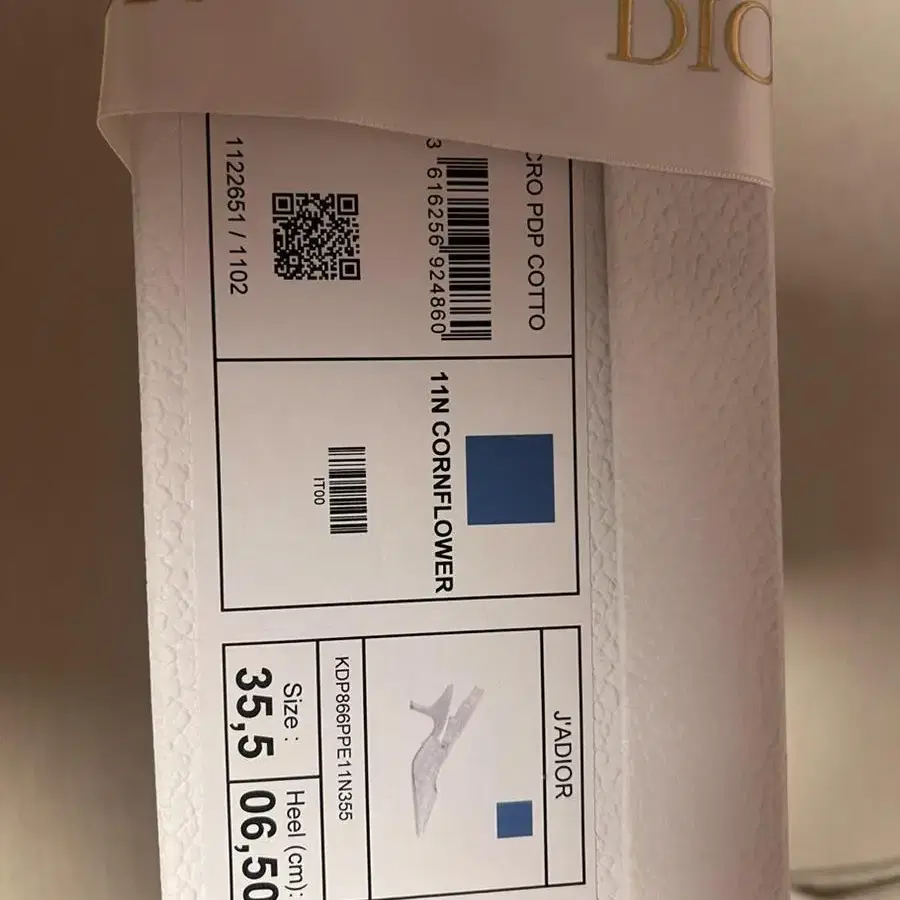 DIO
CRO PDP COTTO
3 616256 924860
1122651 / 1102
11N CORNFLOWER
IT00
J'ADIOR
KDP866PPE11N355
Size :
35,5
Heel (cm):
06,50